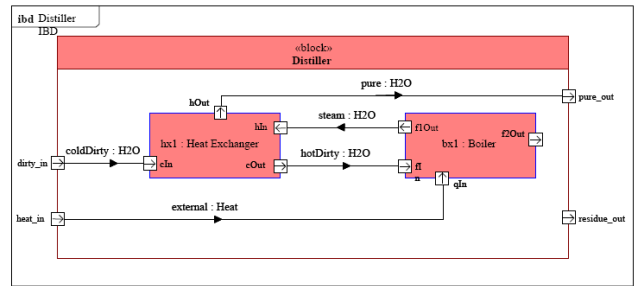 ibd Distiller
IBD
«block»
Distiller
pure : H2O
hOut
pure_out
steam : H2O
hIn
f1Out
f2Out
hx1 : Heat Exchanger
bx1 : Boiler
coldDirty : H2O
hotDirty : H2O
dirty_in
cIn
cOut
fI
n
qIn
external : Heat
heat_in
residue_out